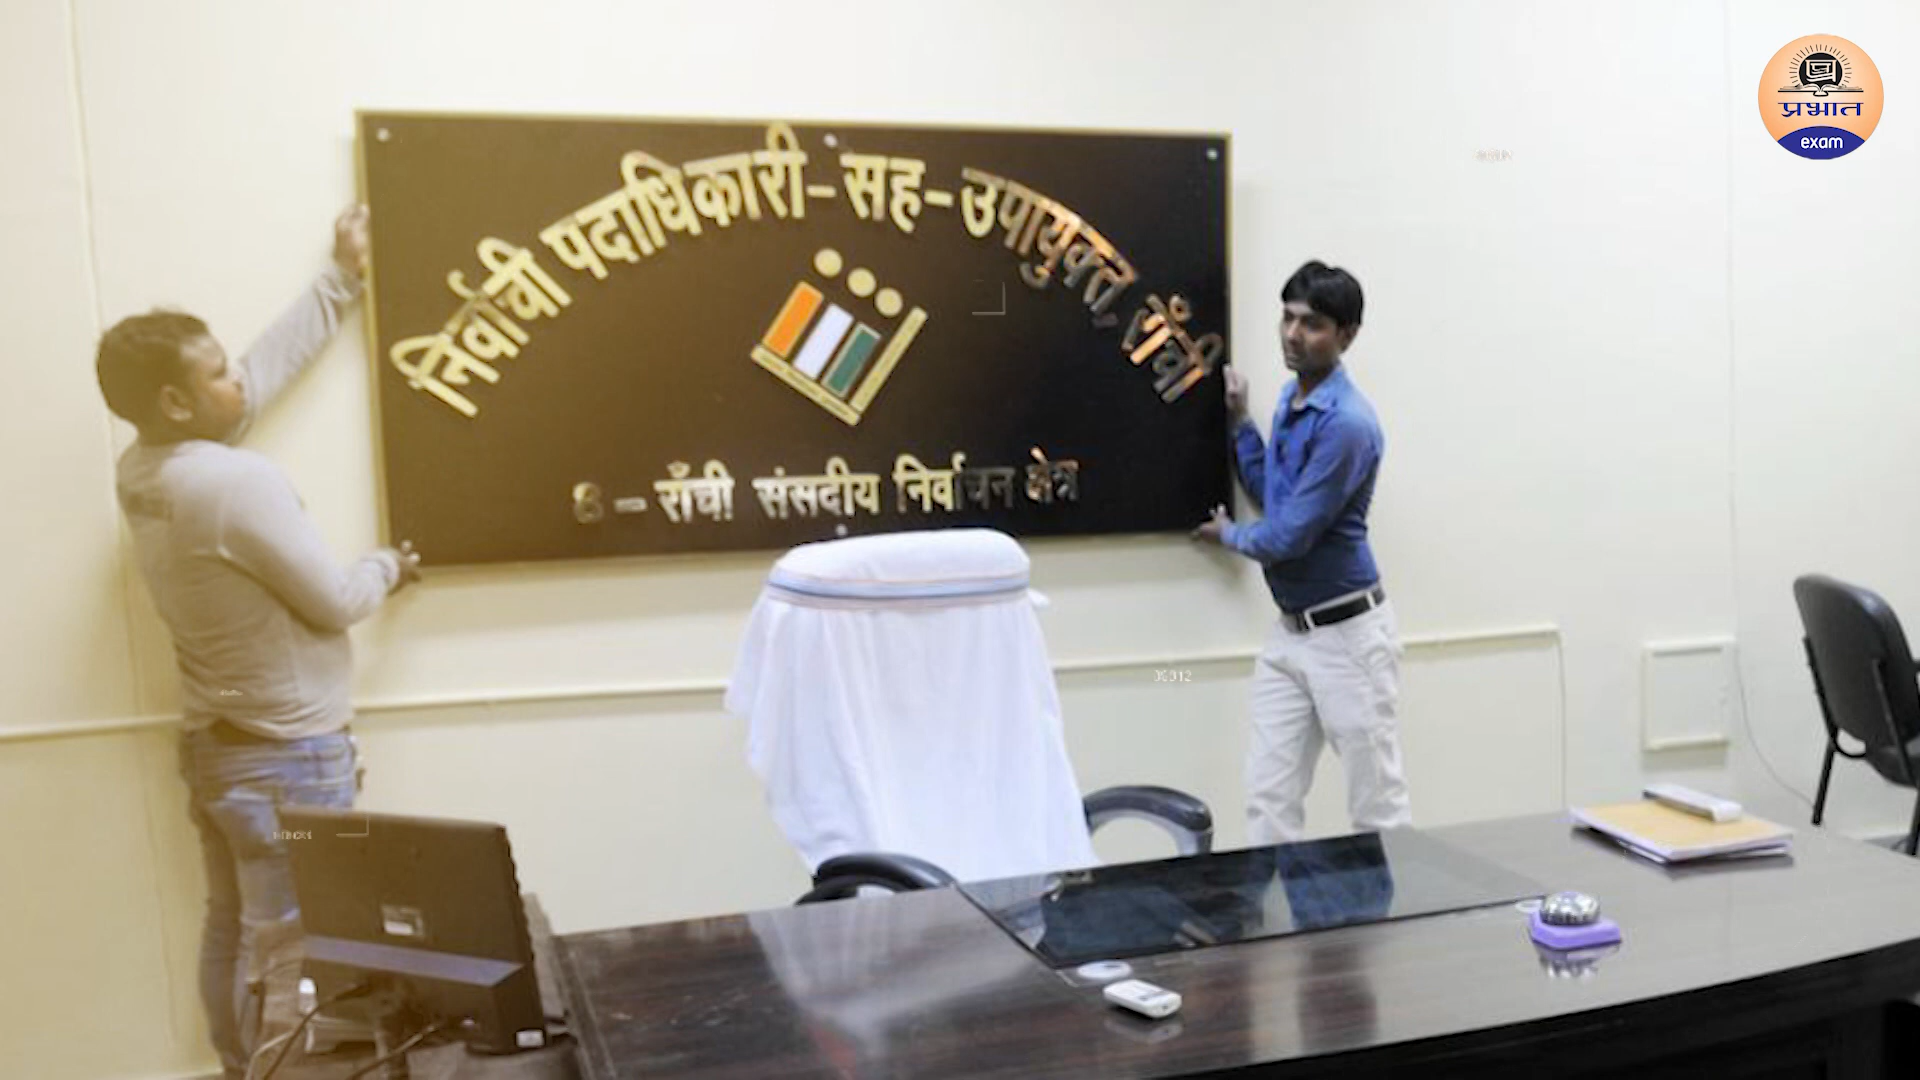 निर्वाची पदाधिकारी-सह-उपायुक्त, राँची
8 - राँची संसदीय निर्वाचन क्षेत्र
प्रभात
exam